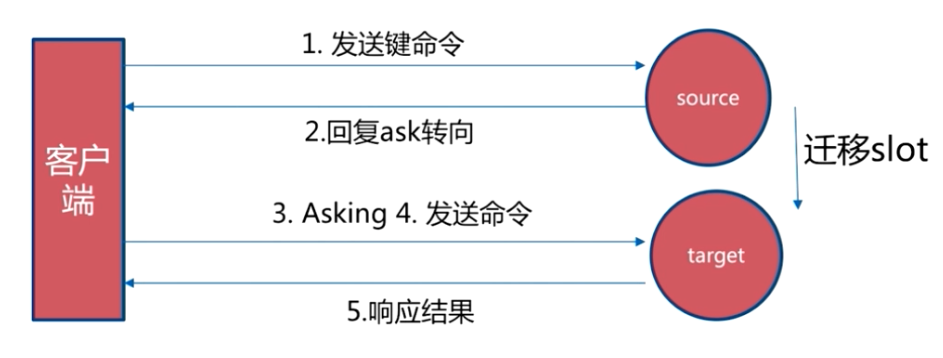 1. 发送键命令
source
2.回复ask转向
客户
端
迁移slot
3. Asking 4. 发送命令
target
5.响应结果